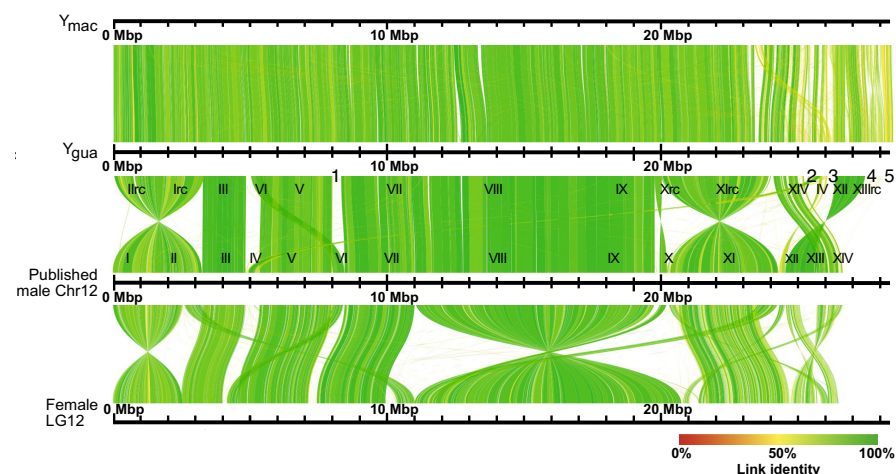 Ymac
0 Mbp 10 Mbp 20 Mbp
:
Ygua
0 Mbp 10 Mbp 20 Mbp
1 2 3 4 5
IIrc Irc III VI V VII VIII IX Xrc XIrc XIV IV XII XIIIrc
I II III IV V VI VII VIII IX X XI XII XIII XIV
Published
male Chr12
0 Mbp 10 Mbp 20 Mbp
Female
LG12
0 Mbp 10 Mbp 20 Mbp
0% 50% 100%
Link identity